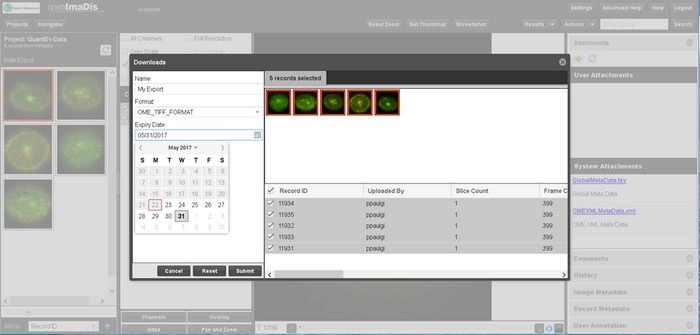 openImaDis
everyone
Settings Advanced Help Help Logout
Projects Navigator
Reset Zoom Set Thumbnail Screenshot
Results Actions
Project: QuantEv-Data
5 records from Navigator
All Channels Full Resolution
Grey Scale
Attachments
User Attachments
System Attachments
GlobalMetaData.tsv
Global Meta Data
OMEXMLMetaData.xml
OME XML Meta Data
Comments
History
Image Metadata
Record Metadata
User Annotation
Downloads
Name:
My Export
Format:
OME_TIFF_FORMAT
Expiry Date:
05/31/2017
May 2017
S M T W T F S
30 1 2 3 4 5 6
7 8 9 10 11 12 13
14 15 16 17 18 19 20
21 22 23 24 25 26 27
28 29 30 31 1 2 3
4 5 6 7 8 9 10
Cancel Reset Submit
5 records selected
Record ID Uploaded By Slice Count Frame C
11934 ppaulgi 1 399
11935 ppaulgi 1 399
11932 ppaulgi 1 399
11933 ppaulgi 1 399
11931 ppaulgi 1 399
Sort by: Record ID
Channels Overlay
Sites Pan and Zoom
T 1/399